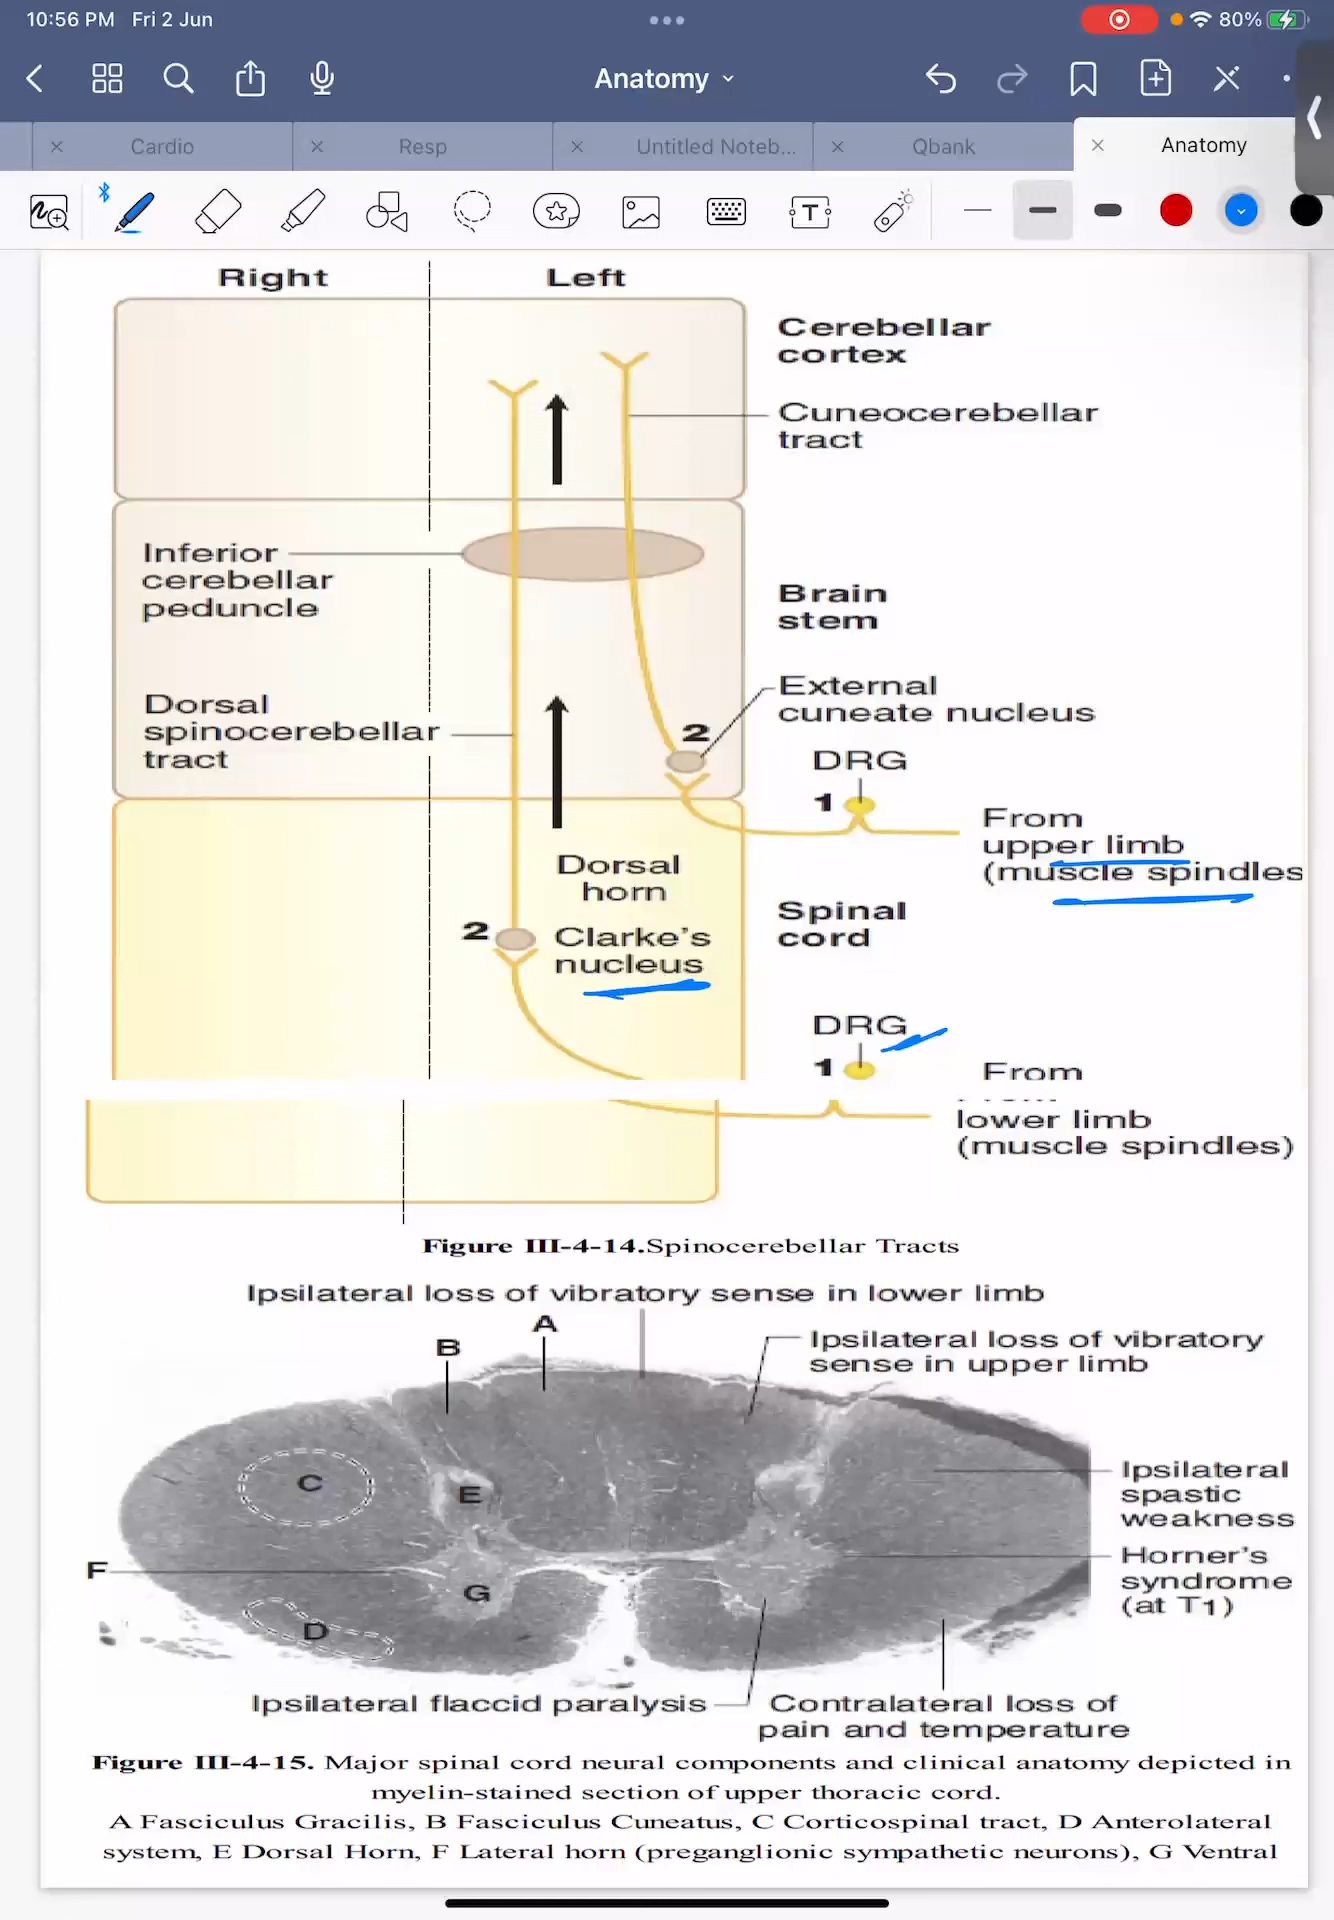 10:56 PM Fri 2 Jun
80%
Anatomy
Cardio
Resp
Untitled Noteb...
Qbank
Anatomy
Right
Left
Cerebellar
cortex
Cuneocerebellar
tract
Inferior
cerebellar
peduncle
Brain
stem
Dorsal
spinocerebellar
tract
External
cuneate nucleus
2
DRG
1
From
upper limb
(muscle spindles
Dorsal
horn
2
Clarke's
nucleus
Spinal
cord
DRG
1
From
lower limb
(muscle spindles)
Figure III-4-14.Spinocerebellar Tracts
Ipsilateral loss of vibratory sense in lower limb
A
B
Ipsilateral loss of vibratory
sense in upper limb
C
E
Ipsilateral
spastic
weakness
F
G
Horner's
syndrome
(at T1)
D
Ipsilateral flaccid paralysis
Contralateral loss of
pain and temperature
Figure III-4-15. Major spinal cord neural components and clinical anatomy depicted in
myelin-stained section of upper thoracic cord.
A Fasciculus Gracilis, B Fasciculus Cuneatus, C Corticospinal tract, D Anterolateral
system, E Dorsal Horn, F Lateral horn (preganglionic sympathetic neurons), G Ventral